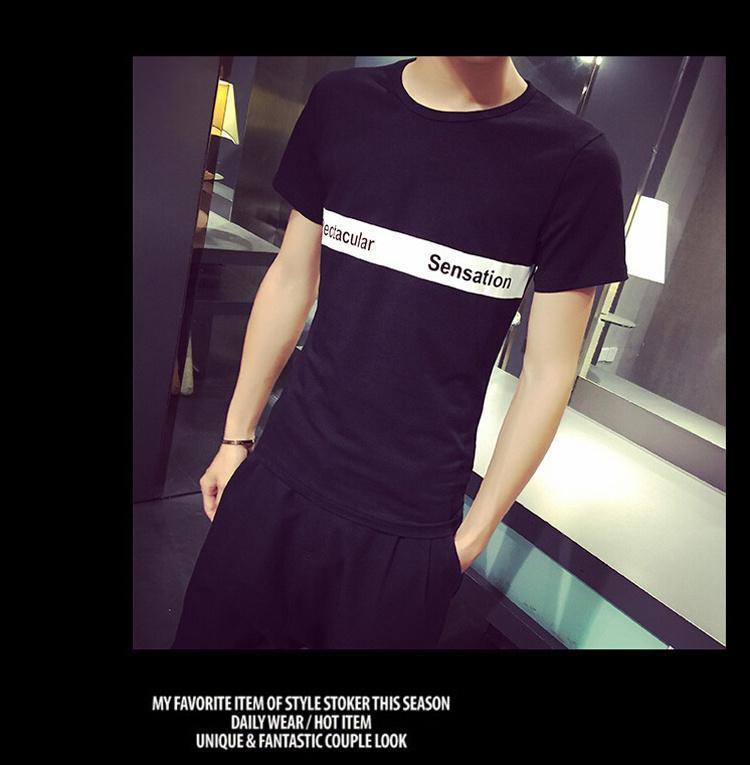 ectacular Sensation
MY FAVORITE ITEM OF STYLE STOKER THIS SEASON
DAILY WEAR / HOT ITEM
UNIQUE & FANTASTIC COUPLE LOOK